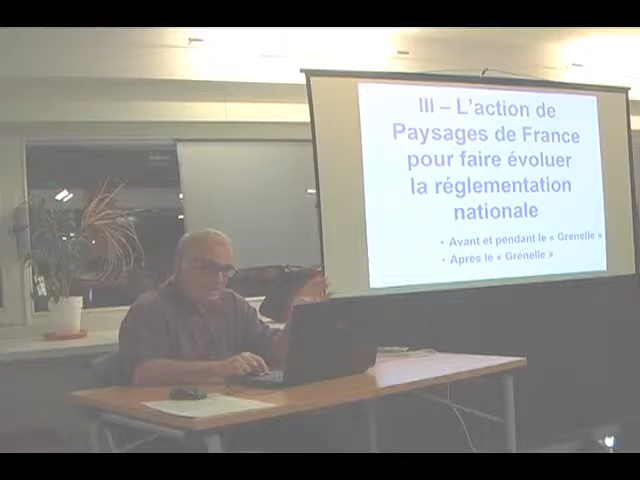 III – L'action de
Paysages de France
pour faire évoluer
la réglementation
nationale
• Avant et pendant le « Grenelle »
• Après le « Grenelle »